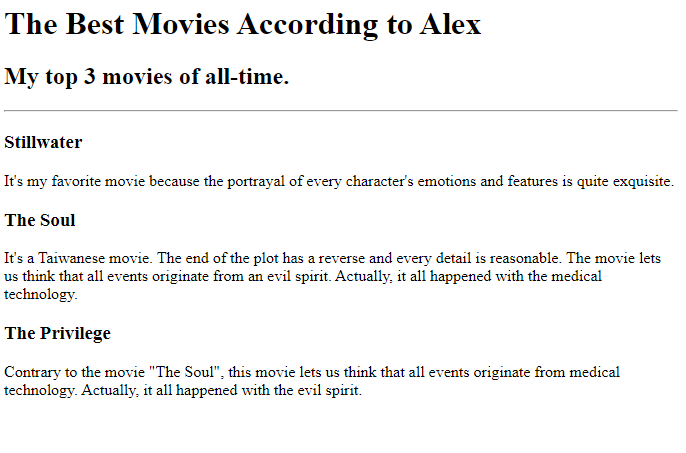 The Best Movies According to Alex
My top 3 movies of all-time.
Stillwater
It's my favorite movie because the portrayal of every character's emotions and features is quite exquisite.
The Soul
It's a Taiwanese movie. The end of the plot has a reverse and every detail is reasonable. The movie lets
us think that all events originate from an evil spirit. Actually, it all happened with the medical
technology.
The Privilege
Contrary to the movie "The Soul", this movie lets us think that all events originate from medical
technology. Actually, it all happened with the evil spirit.